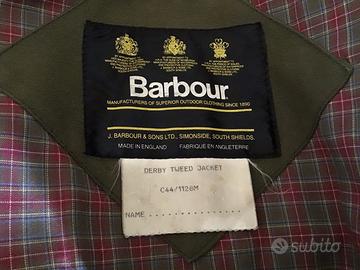 Barbour
MANUFACTURERS OF SUPERIOR OUTDOOR CLOTHING SINCE 1890
J. BARBOUR & SONS LTD., SIMONSIDE, SOUTH SHIELDS.
MADE IN ENGLAND FABRIQUÉ EN ANGLETERRE
DERBY TWEED JACKET
C44/112CM
NAME ................
subito